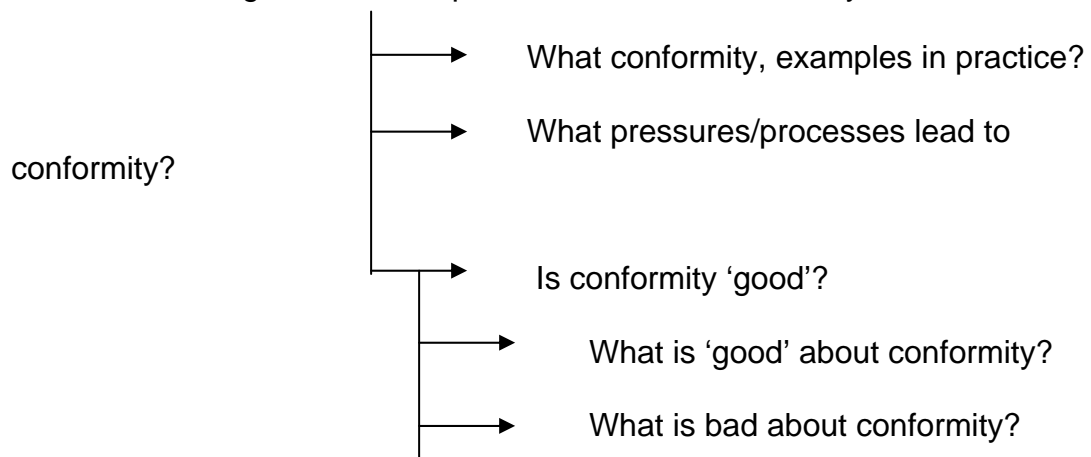 What conformity, examples in practice?
What pressures/processes lead to
conformity?
Is conformity ‘good’?
What is ‘good’ about conformity?
What is bad about conformity?